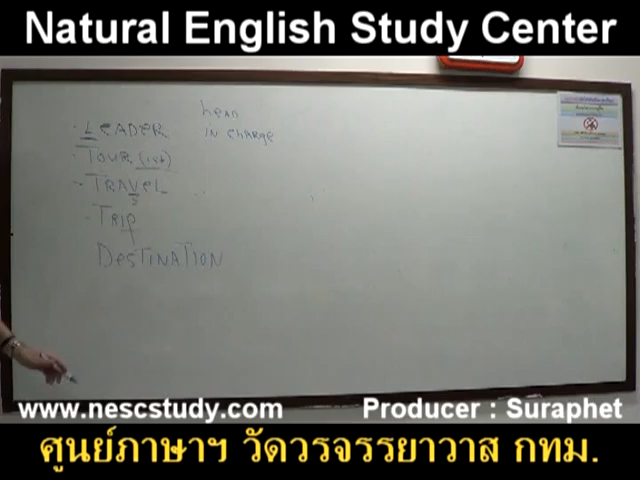 Natural English Study Center
LEADER
head
in charge
TOUR (ist)
TRAVEL
TRIP
DESTINATION
www.nescstudy.com
Producer : Suraphet
ศูนย์ภาษาฯ วัดวรจรรยาวาส กทม.